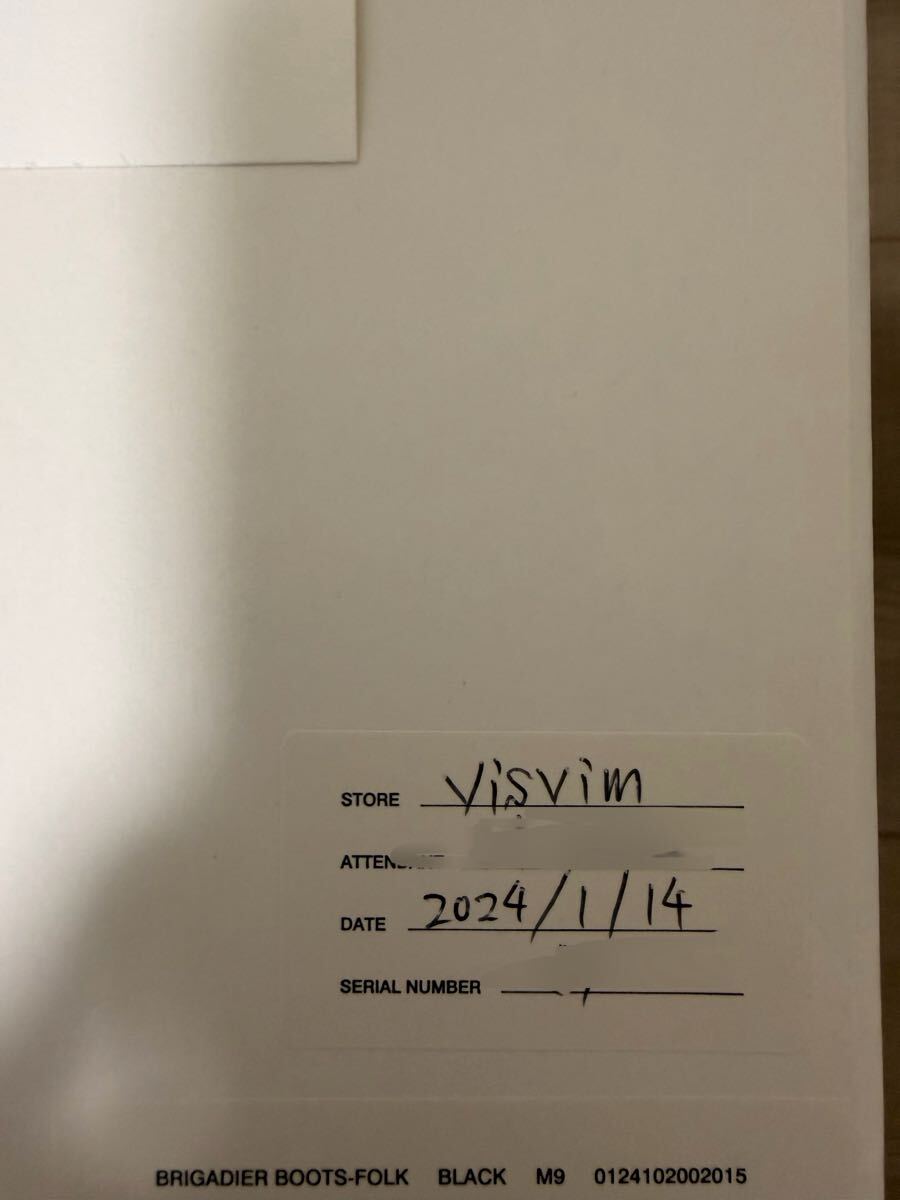 STORE visvim
DATE 2024/1/14
SERIAL NUMBER
BRIGADIER BOOTS-FOLK BLACK M9 0124102002015